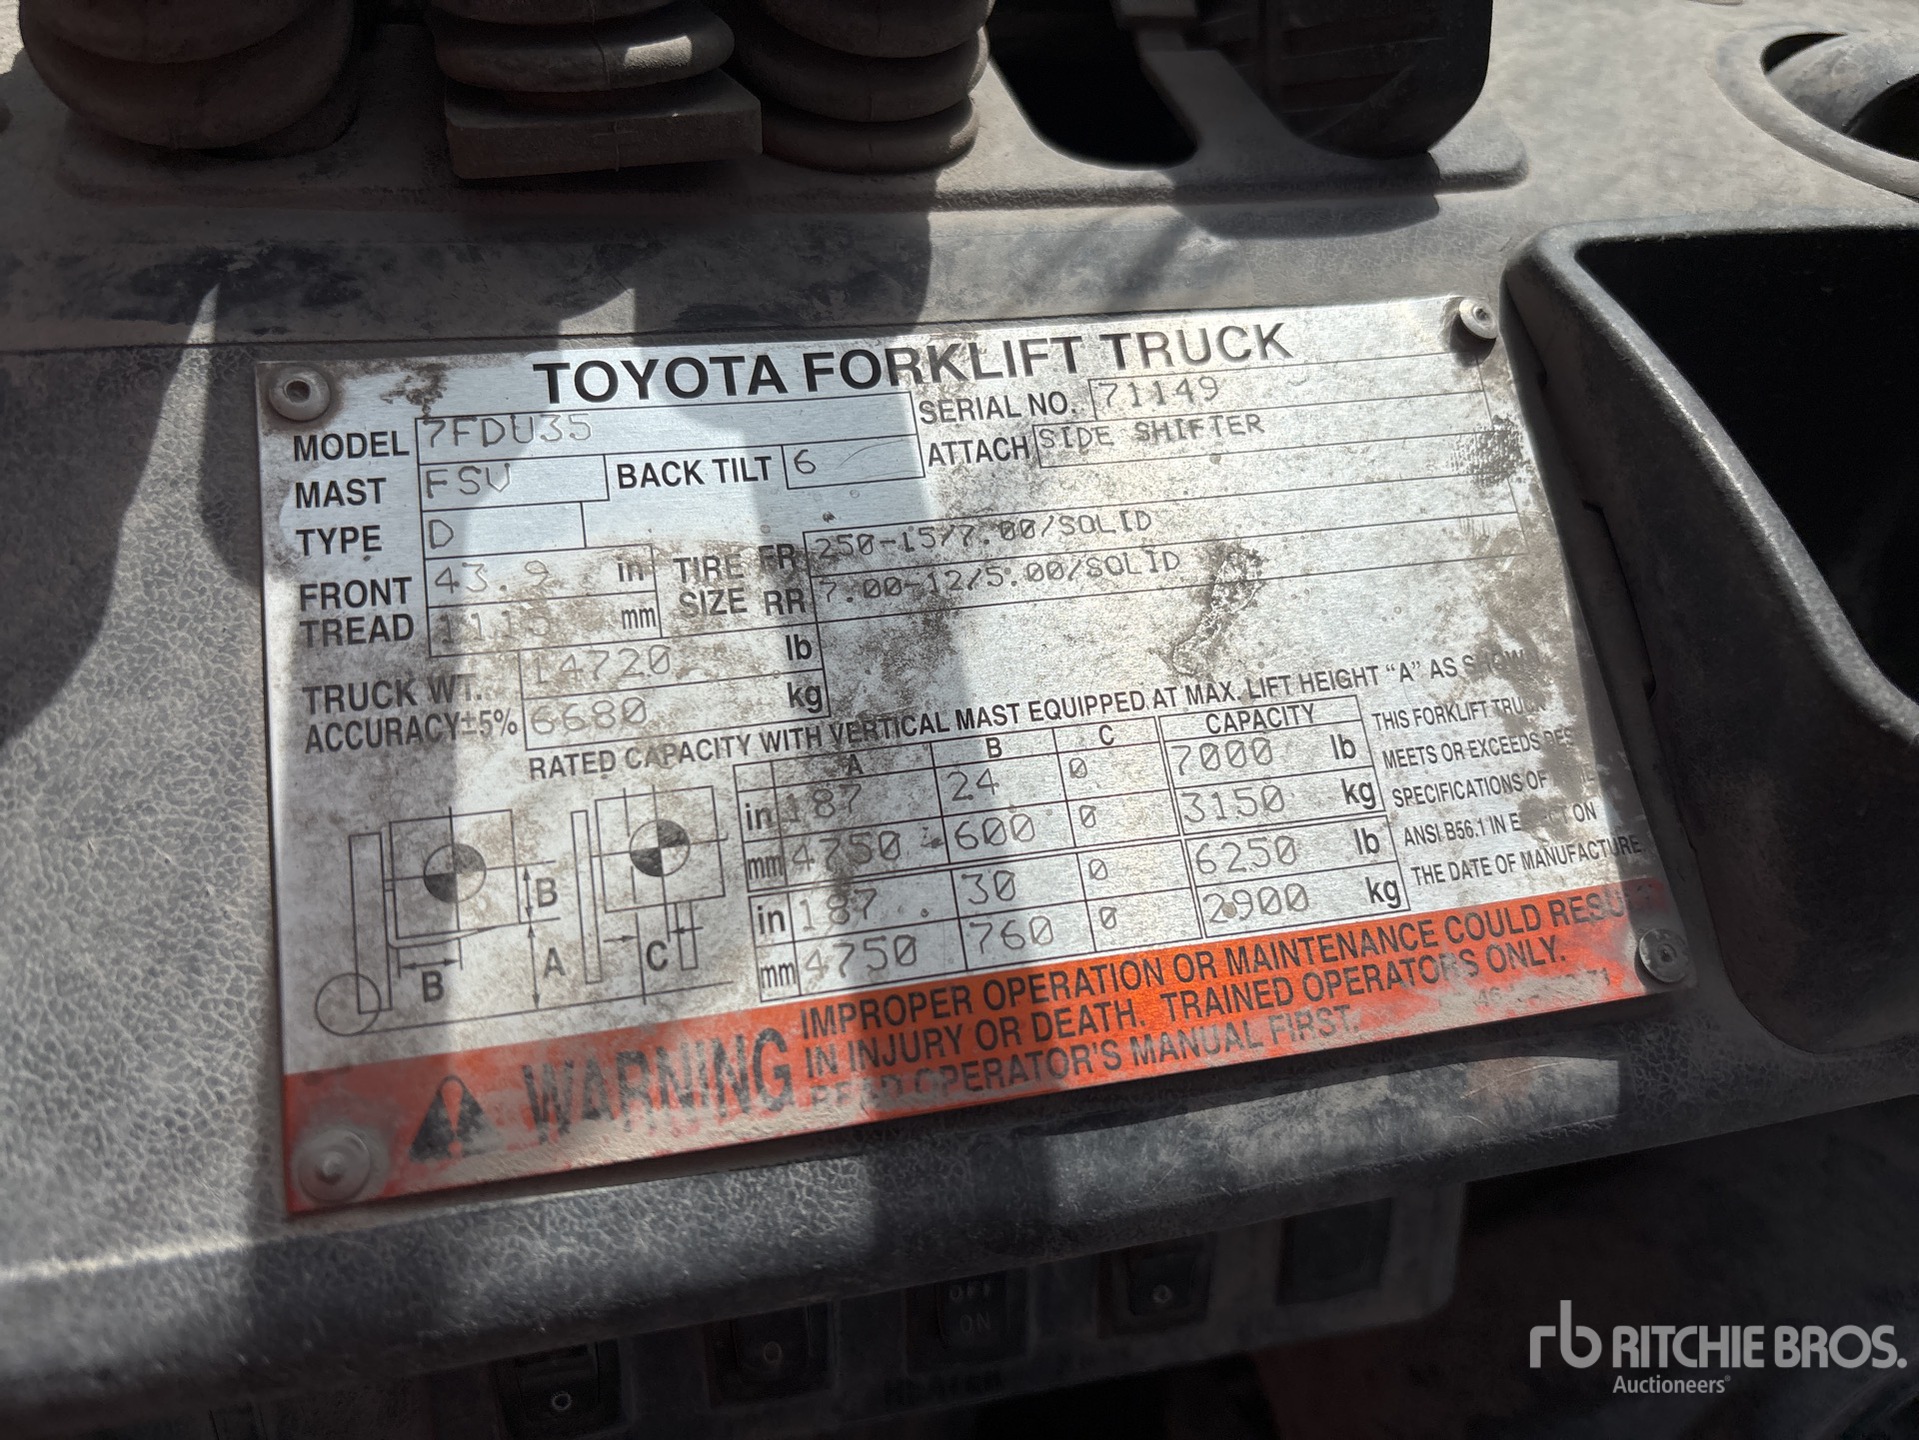 TOYOTA FORKLIFT TRUCK
MODEL 7FDU35 SERIAL NO. 71149
MAST FSV BACK TILT 6 ATTACH SIDE SHIFTER
TYPE D
FRONT TREAD 43.9 in TIRE SIZE FR 250-15/7.00/SOLID
mm RR 7.00-12/5.00/SOLID
TRUCK WT. 14720 lb
ACCURACY±5% 6680 kg
RATED CAPACITY WITH VERTICAL MAST EQUIPPED AT MAX. LIFT HEIGHT "A" AS
A B C CAPACITY
in 187 24 0 7000 lb
mm 4750 600 0 3150 kg
in 187 30 0 6250 lb
mm 4750 760 0 2900 kg
THIS FORKLIFT TRUCK
MEETS OR EXCEEDS
SPECIFICATIONS OF
ANSI B56.1 IN ON
THE DATE OF MANUFACTURE
B
A
B
C
WARNING
IMPROPER OPERATION OR MAINTENANCE COULD RESULT
IN INJURY OR DEATH. TRAINED OPERATORS ONLY.
READ OPERATOR'S MANUAL FIRST.
OFF
ON
rb RITCHIE BROS.
Auctioneers